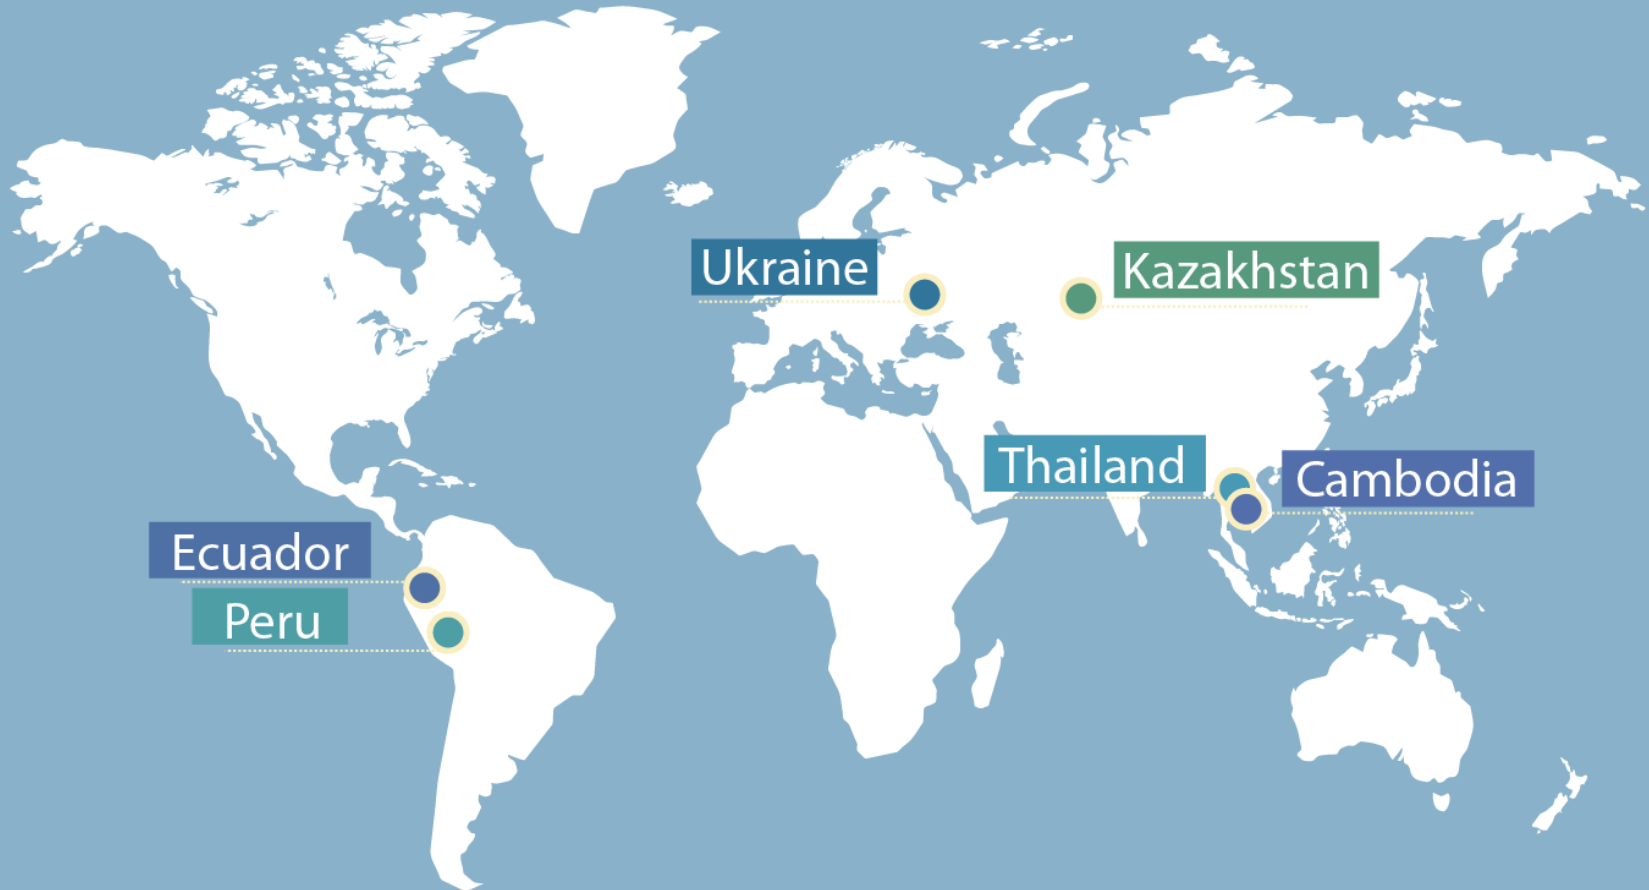 Ukraine
Kazakhstan
Thailand
Cambodia
Ecuador
Peru